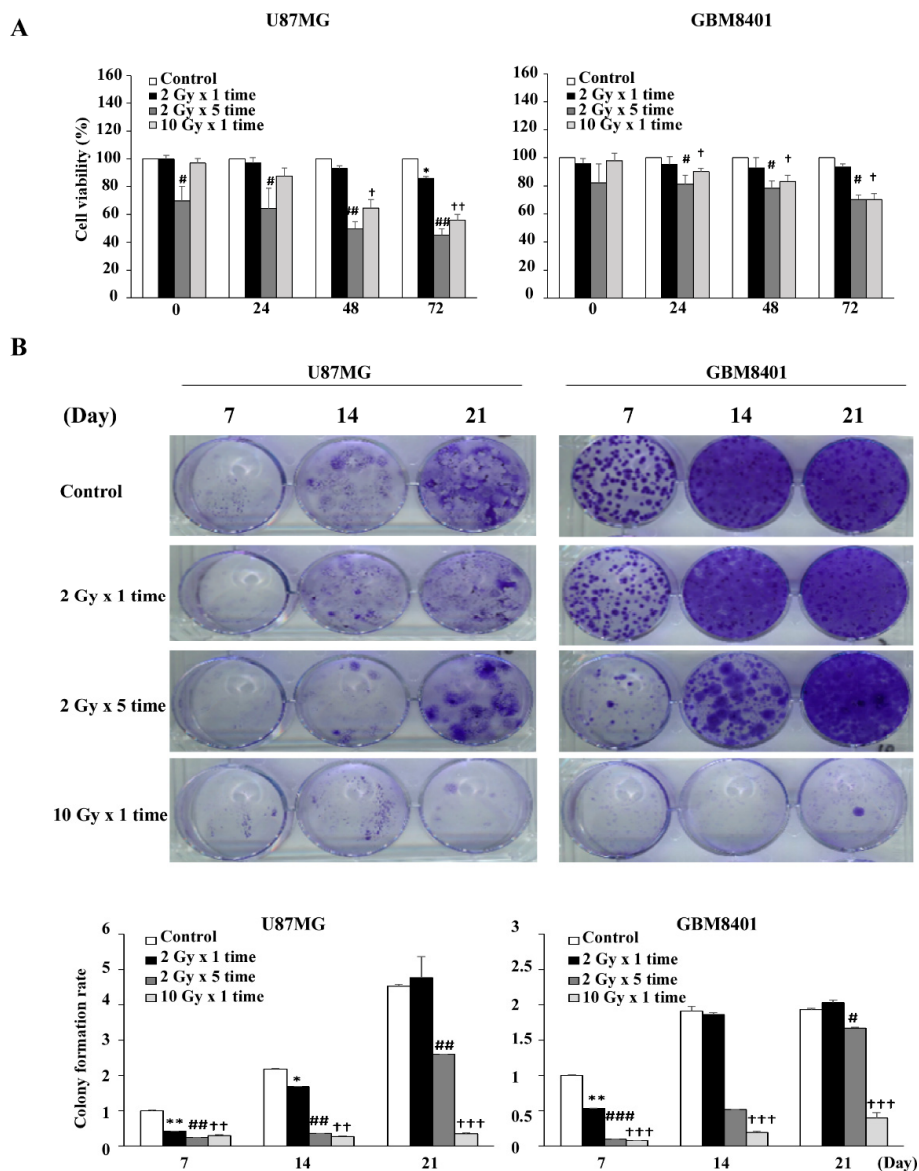 A
U87MG
GBM8401
Cell viability (%)
160
140
120
100
80
60
40
20
0
Control
2 Gy x 1 time
2 Gy x 5 time
10 Gy x 1 time
#
#
##
†
*
##
††
0
24
48
72
160
140
120
100
80
60
40
20
0
Control
2 Gy x 1 time
2 Gy x 5 time
10 Gy x 1 time
#
†
#
†
#
†
0
24
48
72
B
U87MG
GBM8401
(Day)
7
14
21
7
14
21
Control
2 Gy x 1 time
2 Gy x 5 time
10 Gy x 1 time
U87MG
GBM8401
Colony formation rate
6
5
4
3
2
1
0
Control
2 Gy x 1 time
2 Gy x 5 time
10 Gy x 1 time
**
##
††
*
##
††
##
†††
7
14
21
3
2.5
2
1.5
1
0.5
0
Control
2 Gy x 1 time
2 Gy x 5 time
10 Gy x 1 time
**
###
†††
†††
#
†††
7
14
21
(Day)